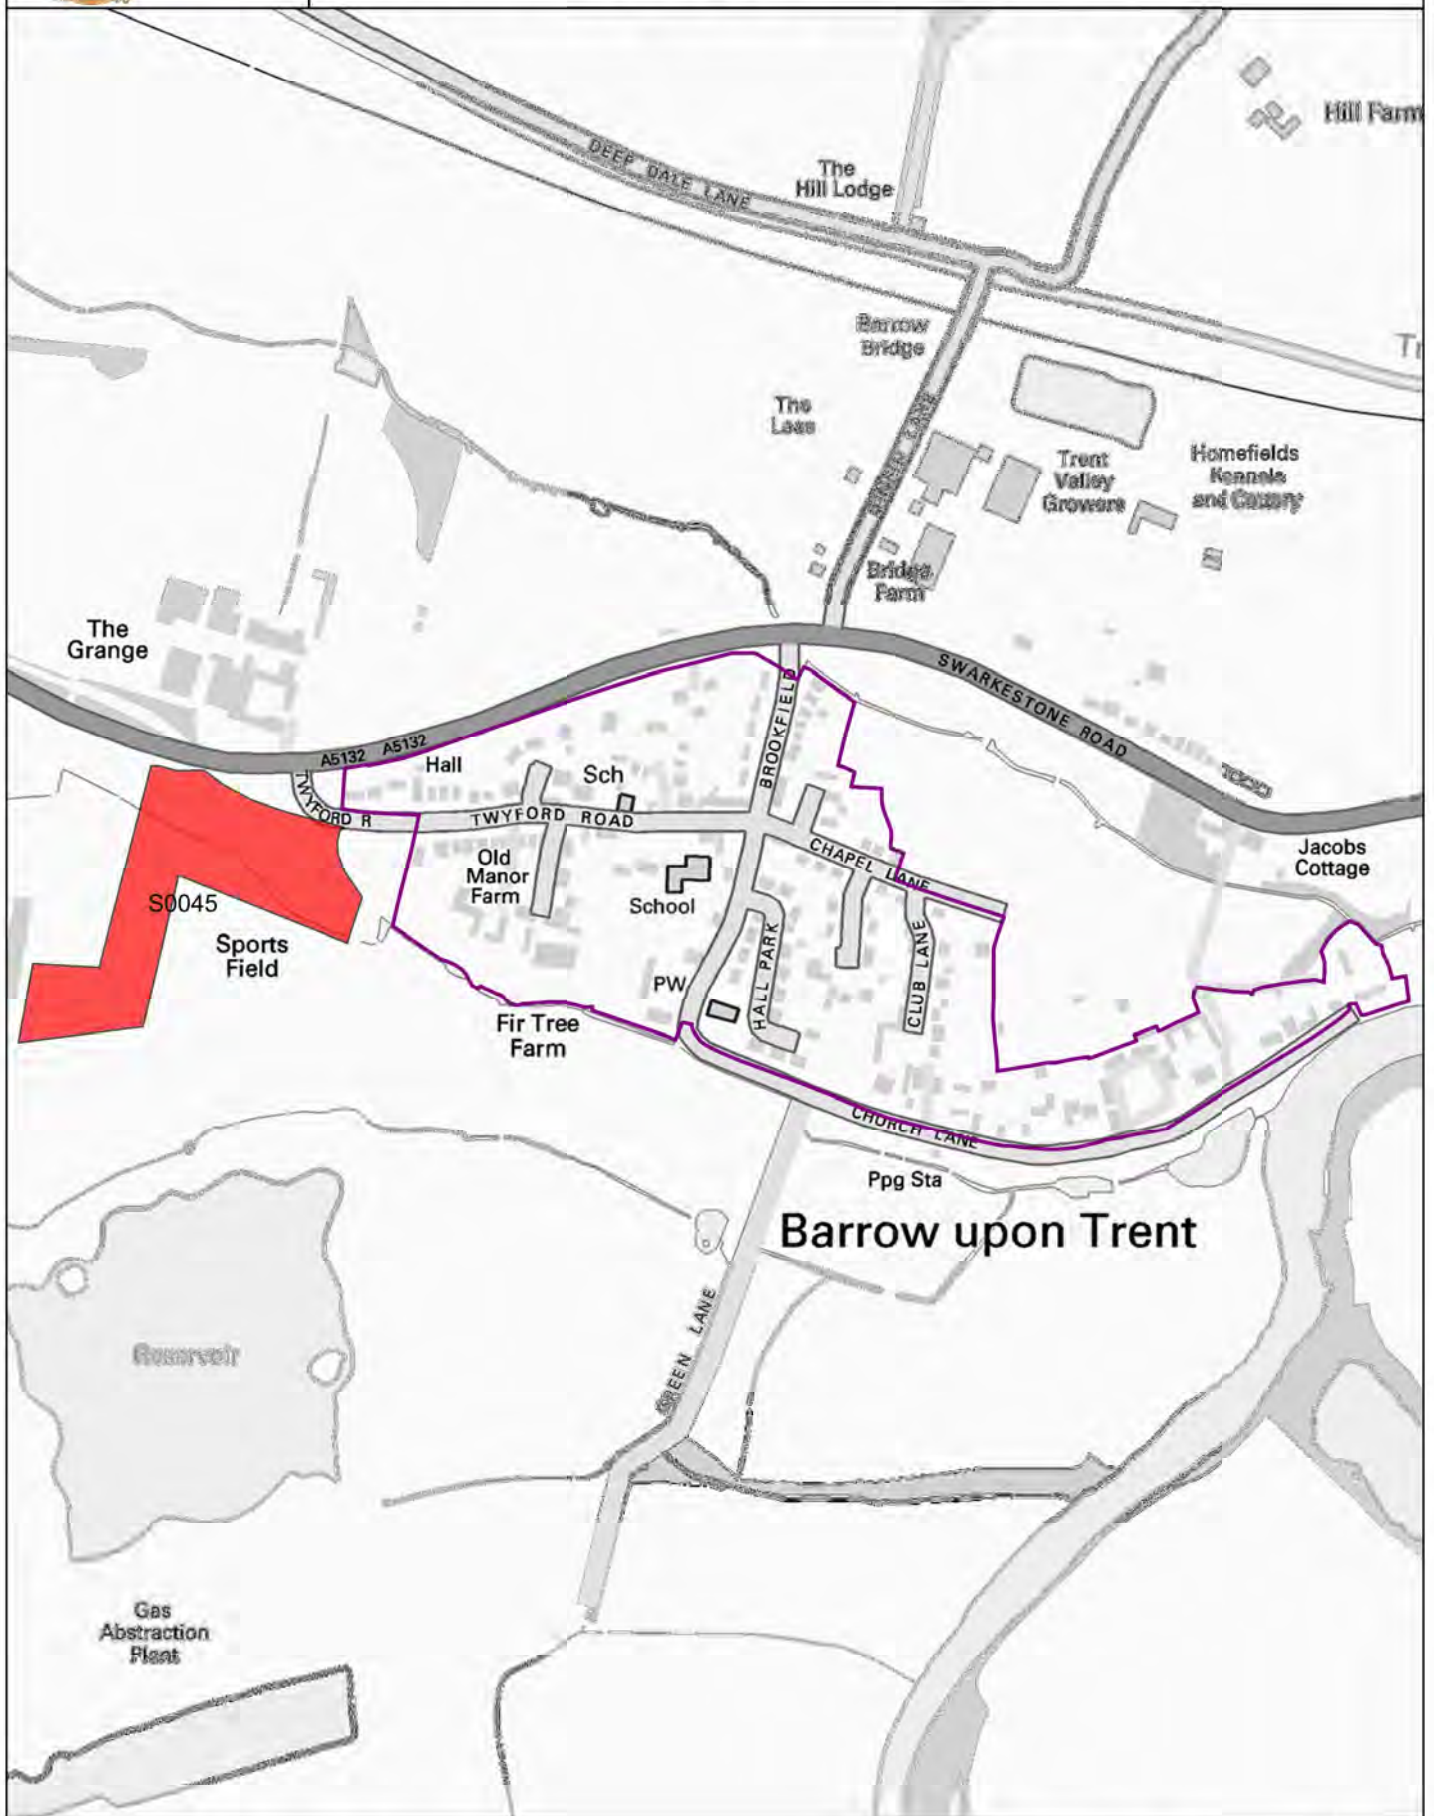 Hill Farm
DEEP DALE LANE
The
Hill Lodge
Barrow
Bridge
The
Leas
LANE
Trent
Valley
Growers
Homefields
Kennels
and Cattery
Bridge
Farm
The
Grange
SWARKESTONE ROAD
BROOKFIELD
A5132 A5132
Hall
Sch
TWYFORD R
TWYFORD ROAD
Old
Manor
Farm
CHAPEL LANE
Jacobs
Cottage
School
S0045
Sports
Field
HALL PARK
CLUB LANE
PW
Fir Tree
Farm
CHURCH LANE
Ppg Sta
Barrow upon Trent
GREEN LANE
Reservoir
Gas
Abstraction
Plant